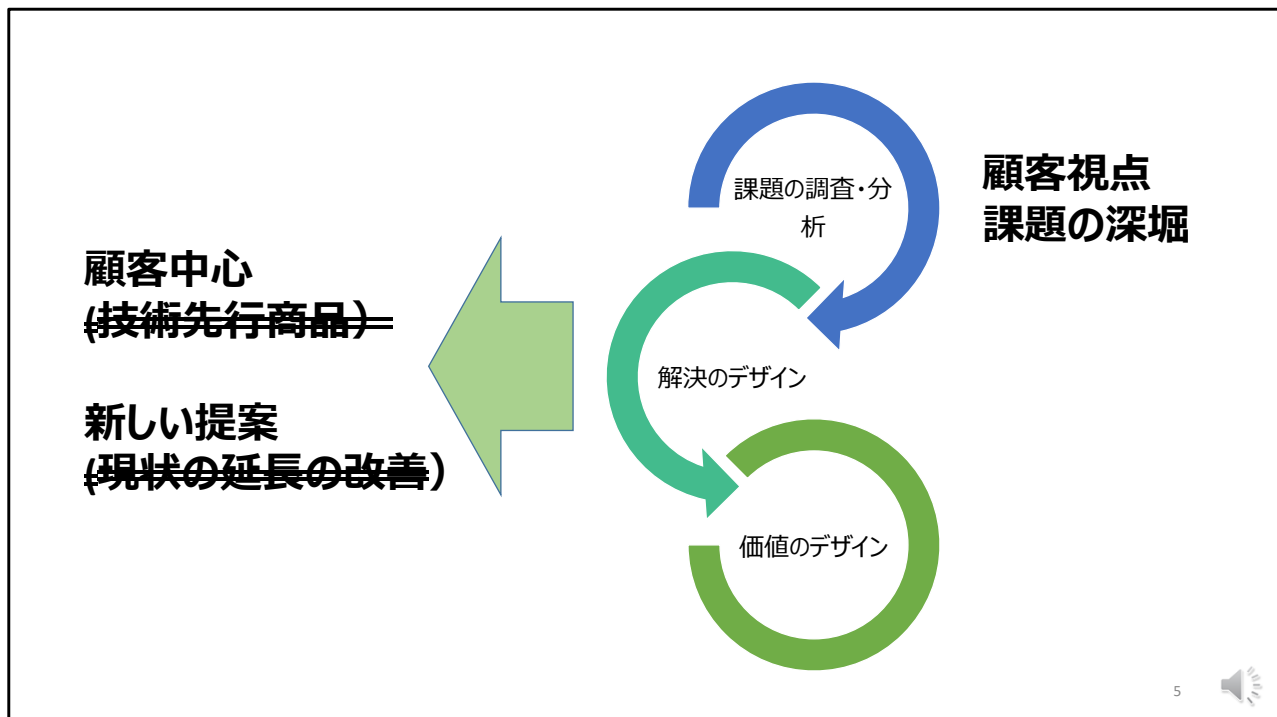 顧客視点
課題の深堀
課題の調査・分
析
顧客中心
(技術先行商品）
解決のデザイン
新しい提案
(現状の延長の改善）
価値のデザイン
5